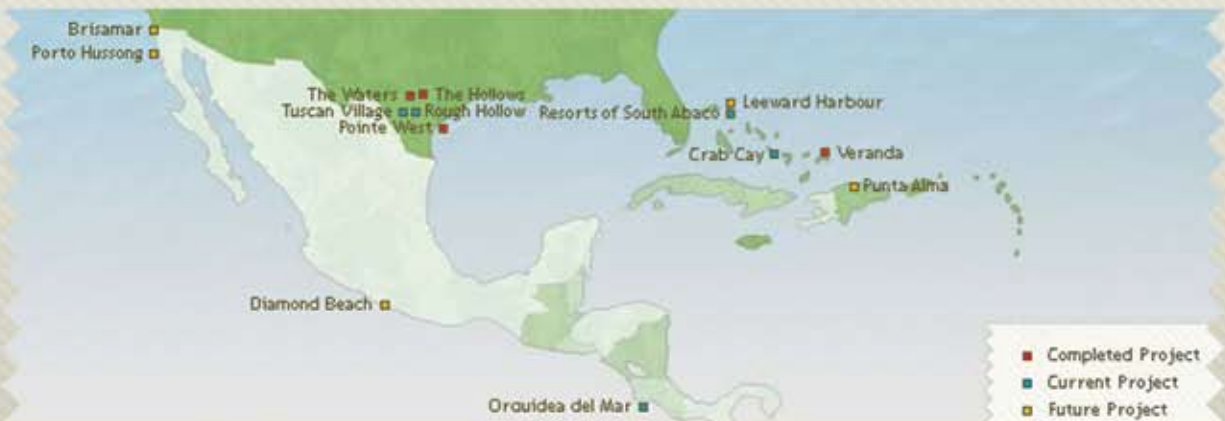 Brisamar
Porto Hussong
The Waters
The Hollows
Tuscan Village
Rough Hollow
Pointe West
Resorts of South Abaco
Leeward Harbour
Crab Cay
Veranda
Punta Alma
Diamond Beach
Orquidea del Mar
Completed Project
Current Project
Future Project